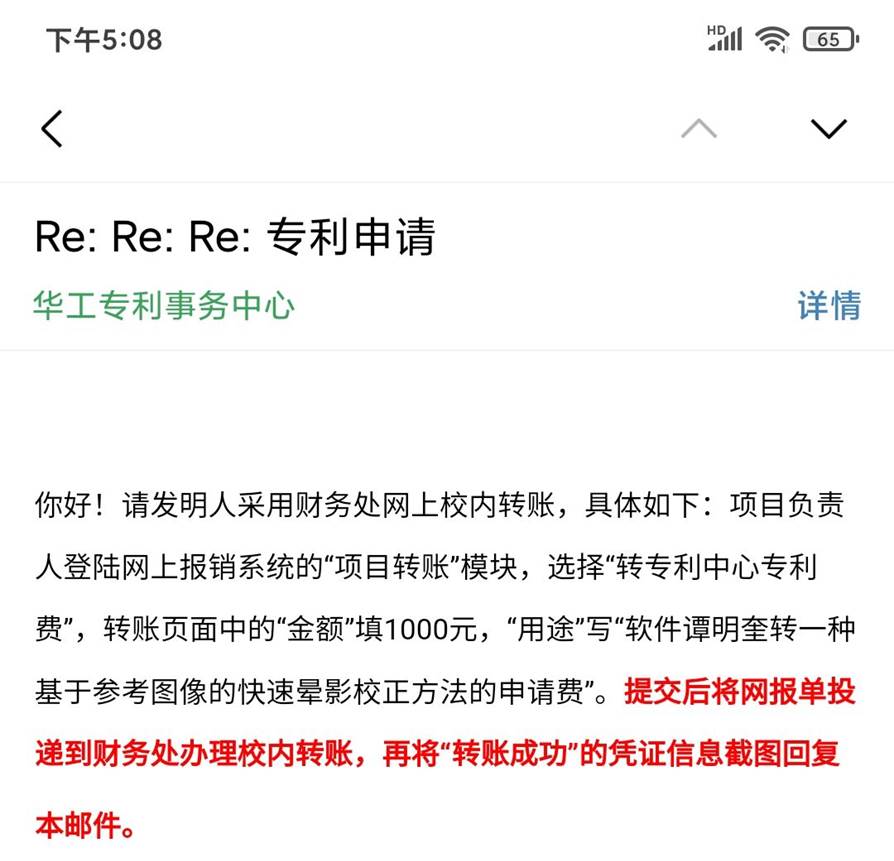 下午5:08
HD
65
Re: Re: Re: 专利申请
华工专利事务中心
详情
你好！请发明人采用财务处网上校内转账，具体如下：项目负责
人登陆网上报销系统的“项目转账”模块，选择“转专利中心专利
费”，转账页面中的“金额”填1000元，“用途”写“软件谭明奎转一种
基于参考图像的快速晕影校正方法的申请费”。提交后将网报单投
递到财务处办理校内转账，再将“转账成功”的凭证信息截图回复
本邮件。